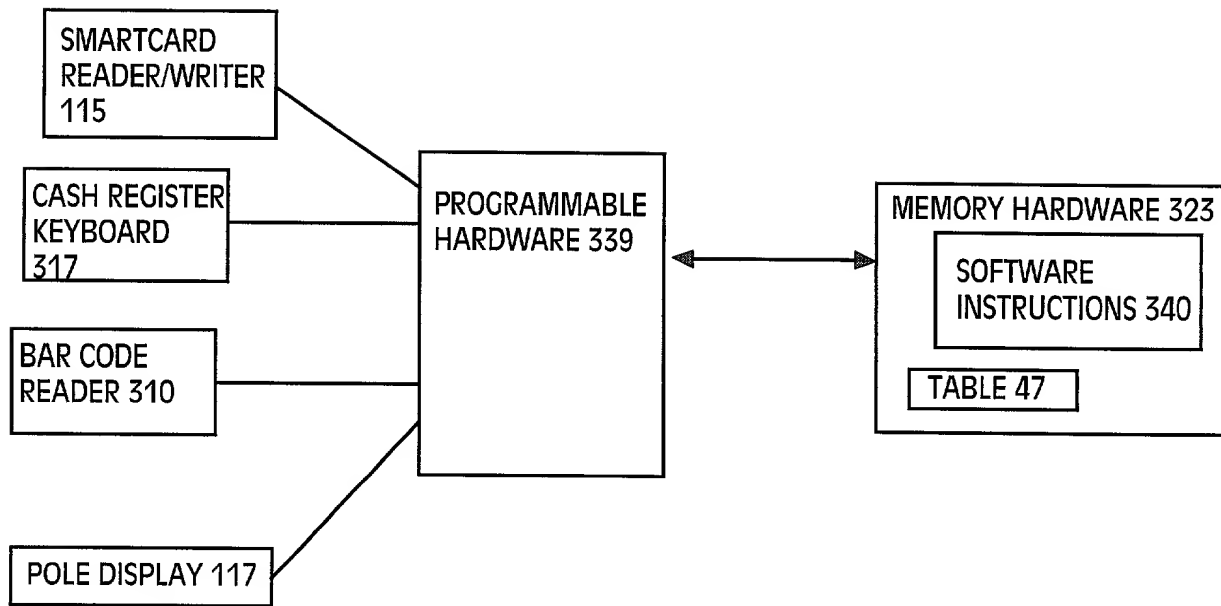 SMARTCARD
READER/WRITER
115
CASH REGISTER
KEYBOARD
317
BAR CODE
READER 310
POLE DISPLAY 117
PROGRAMMABLE
HARDWARE 339
MEMORY HARDWARE 323
SOFTWARE
INSTRUCTIONS 340
TABLE 47